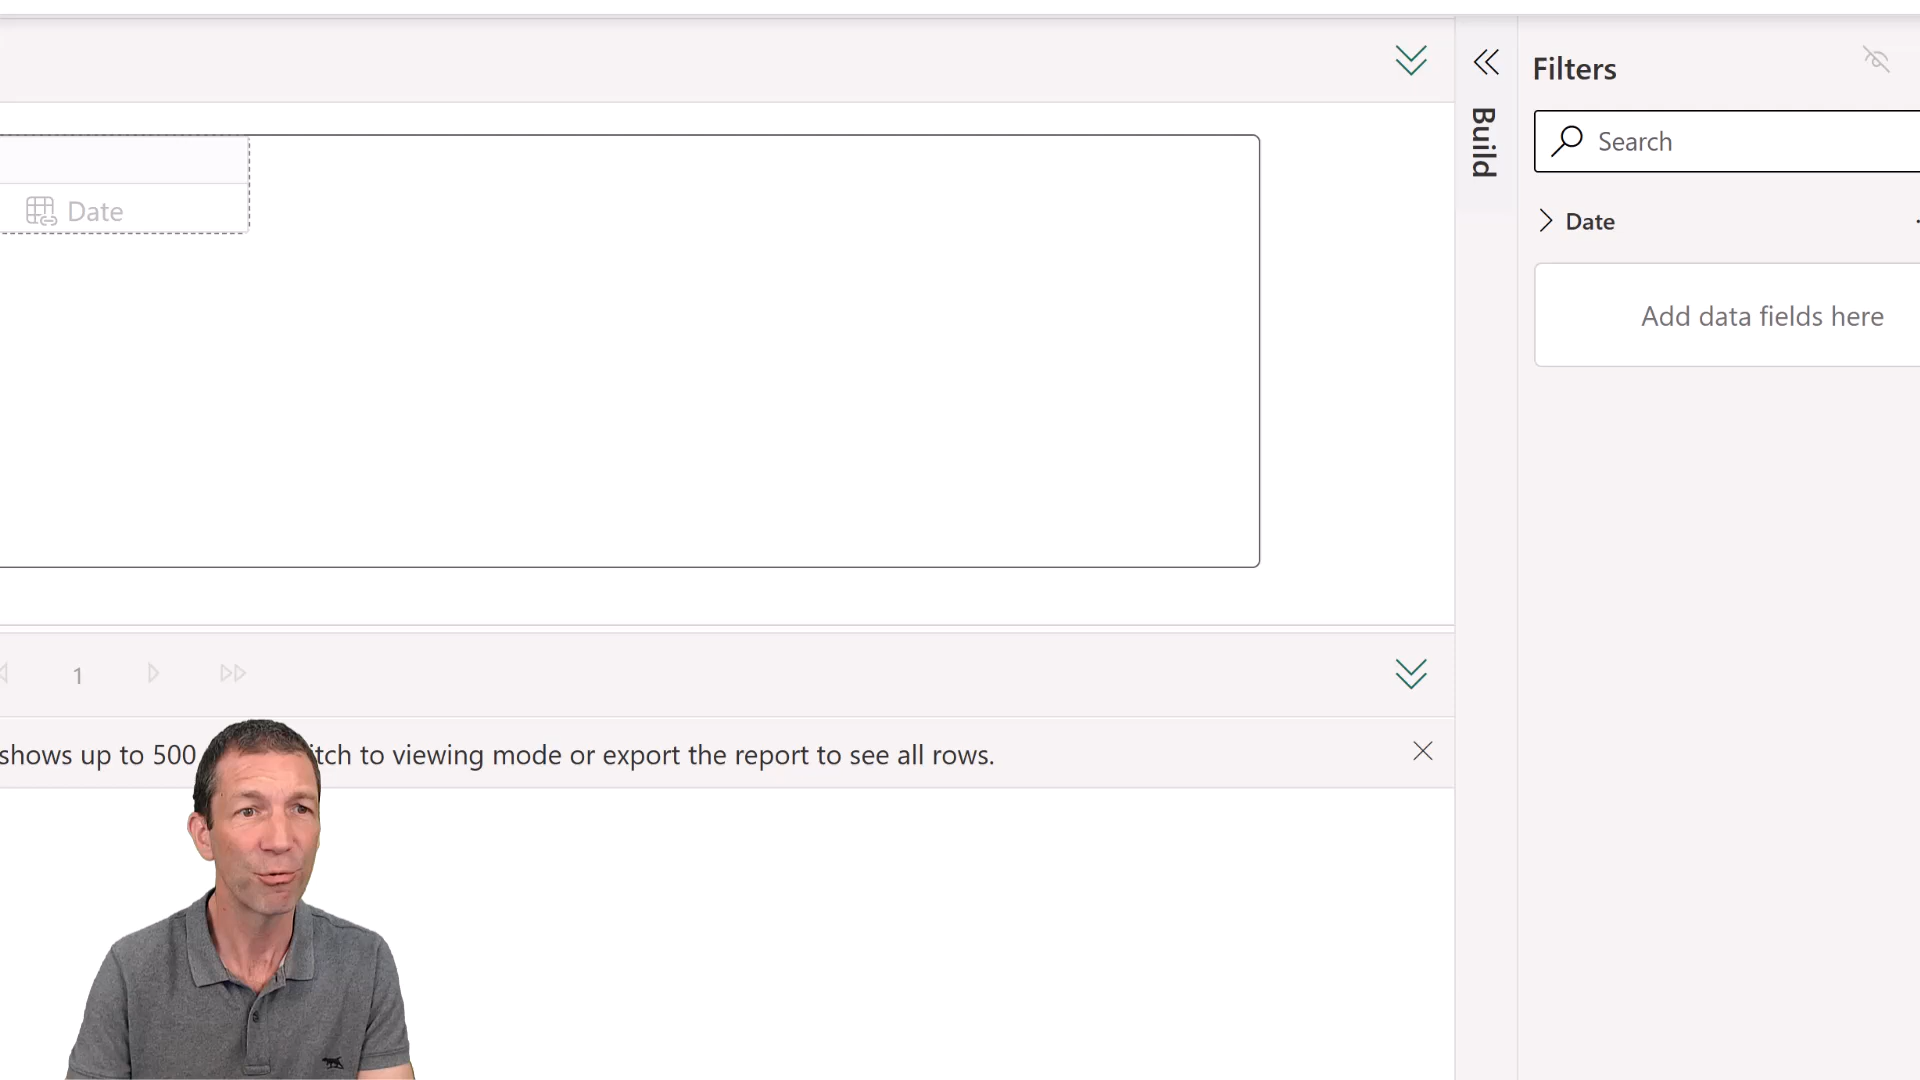 Filters
Build
Search
Date
Date
Add data fields here
1
shows up to 500 itch to viewing mode or export the report to see all rows.